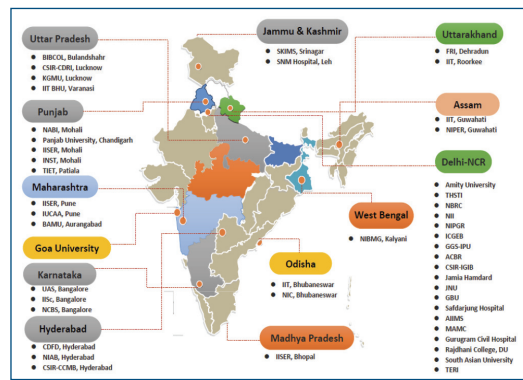 Uttar Pradesh
BIBCOL, Bulandshahr
CSIR-CDRI, Lucknow
KGMU, Lucknow
IIT BHU, Varanasi
Punjab
NABI, Mohali
Panjab University, Chandigarh
IISER, Mohali
INST, Mohali
TIET, Patiala
Maharashtra
IISER, Pune
IUCAA, Pune
BAMU, Aurangabad
Goa University
Karnataka
UAS, Bangalore
IISc, Bangalore
NCBS, Bangalore
Hyderabad
CDFD, Hyderabad
NIAB, Hyderabad
CSIR-CCMB, Hyderabad
Jammu & Kashmir
SKIMS, Srinagar
SNM Hospital, Leh
Odisha
IIT, Bhubaneswar
NIC, Bhubaneswar
Madhya Pradesh
IISER, Bhopal
West Bengal
NIBMG, Kalyani
Uttarakhand
FRI, Dehradun
IIT, Roorkee
Assam
IIT, Guwahati
NIPER, Guwahati
Delhi-NCR
Amity University
THSTI
NBRC
NII
NIPGR
ICGEB
GGS-IPU
ACBR
CSIR-IGIB
Jamia Hamdard
JNU
GBU
Safdarjung Hospital
AIIMS
MAMC
Gurugram Civil Hospital
Rajdhani College, DU
South Asian University
TERI